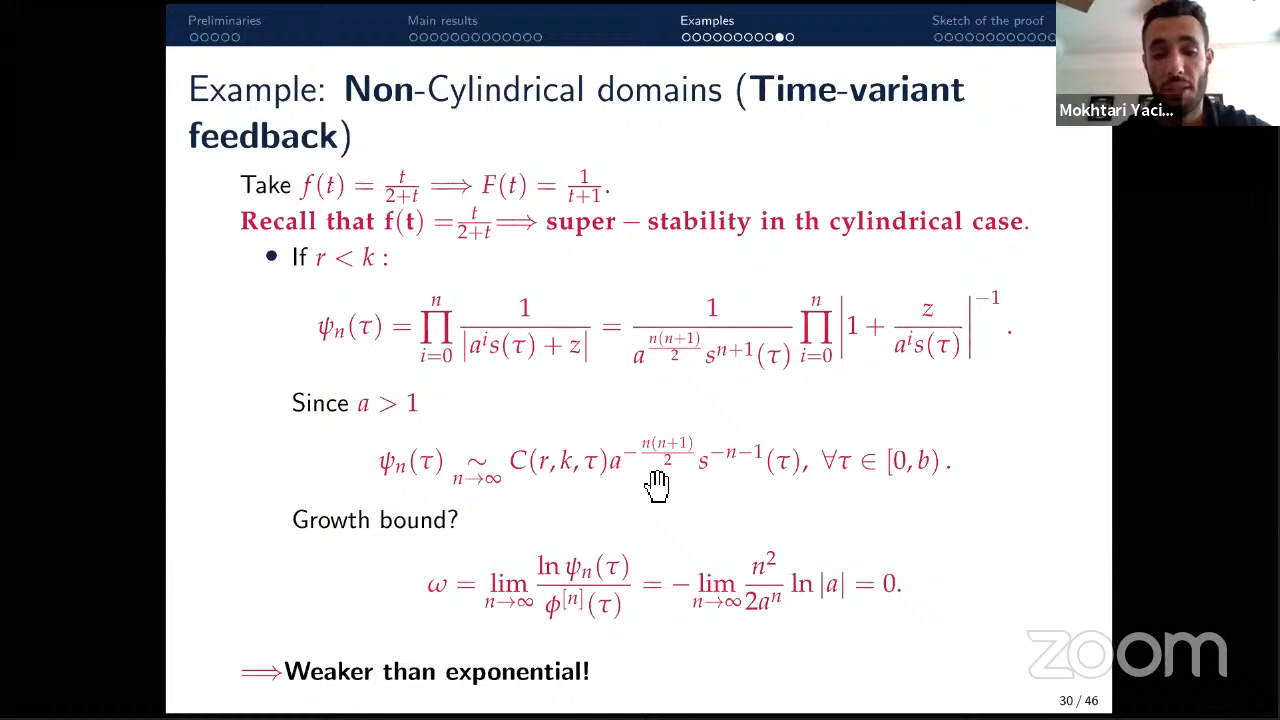 Preliminaries Main results Examples Sketch of the proof
Mokhtari Yaci...
Example: Non-Cylindrical domains (Time-variant
feedback)
Take f(t) = t/(2+t) ⟹ F(t) = 1/(t+1).
Recall that f(t) = t/(2+t) ⟹ super − stability in th cylindrical case.
• If r < k :
ψ_n(τ) = ∏_{i=0}^{n} 1/|a^i s(τ) + z| = 1/(a^{n(n+1)/2} s^{n+1}(τ)) ∏_{i=0}^{n} |1 + z/(a^i s(τ))|^{−1}.
Since a > 1
ψ_n(τ) ∼_{n→∞} C(r, k, τ)a^{−n(n+1)/2} s^{−n−1}(τ), ∀τ ∈ [0, b) .
Growth bound?
ω = lim_{n→∞} ln ψ_n(τ)/ϕ^{[n]}(τ) = − lim_{n→∞} n^2/(2a^n) ln |a| = 0.
⟹Weaker than exponential!
zoom
30 / 46